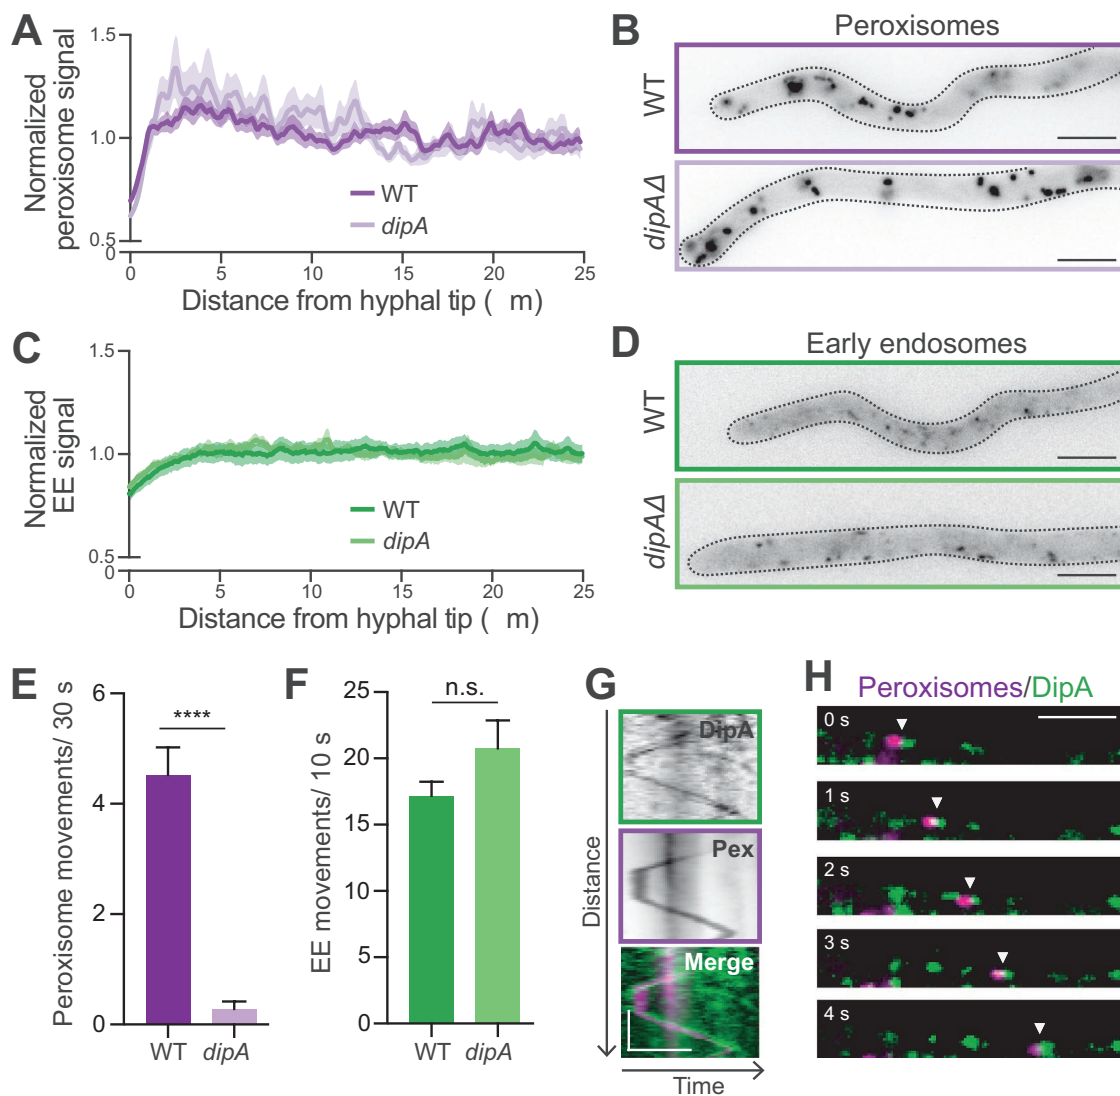 A
Normalized
peroxisome signal
1.5
1.0
0.5
0
WT
dipA
0
5
10
15
20
25
Distance from hyphal tip ( m)
B
Peroxisomes
WT
dipAΔ
C
Normalized
EE signal
1.5
1.0
0.5
0
WT
dipA
0
5
10
15
20
25
Distance from hyphal tip ( m)
D
Early endosomes
WT
dipAΔ
E
Peroxisome movements/ 30 s
6
4
2
0
****
WT
dipA
F
EE movements/ 10 s
25
20
15
10
5
0
n.s.
WT
dipA
G
Distance
DipA
Pex
Merge
Time
H
Peroxisomes/DipA
0 s
1 s
2 s
3 s
4 s